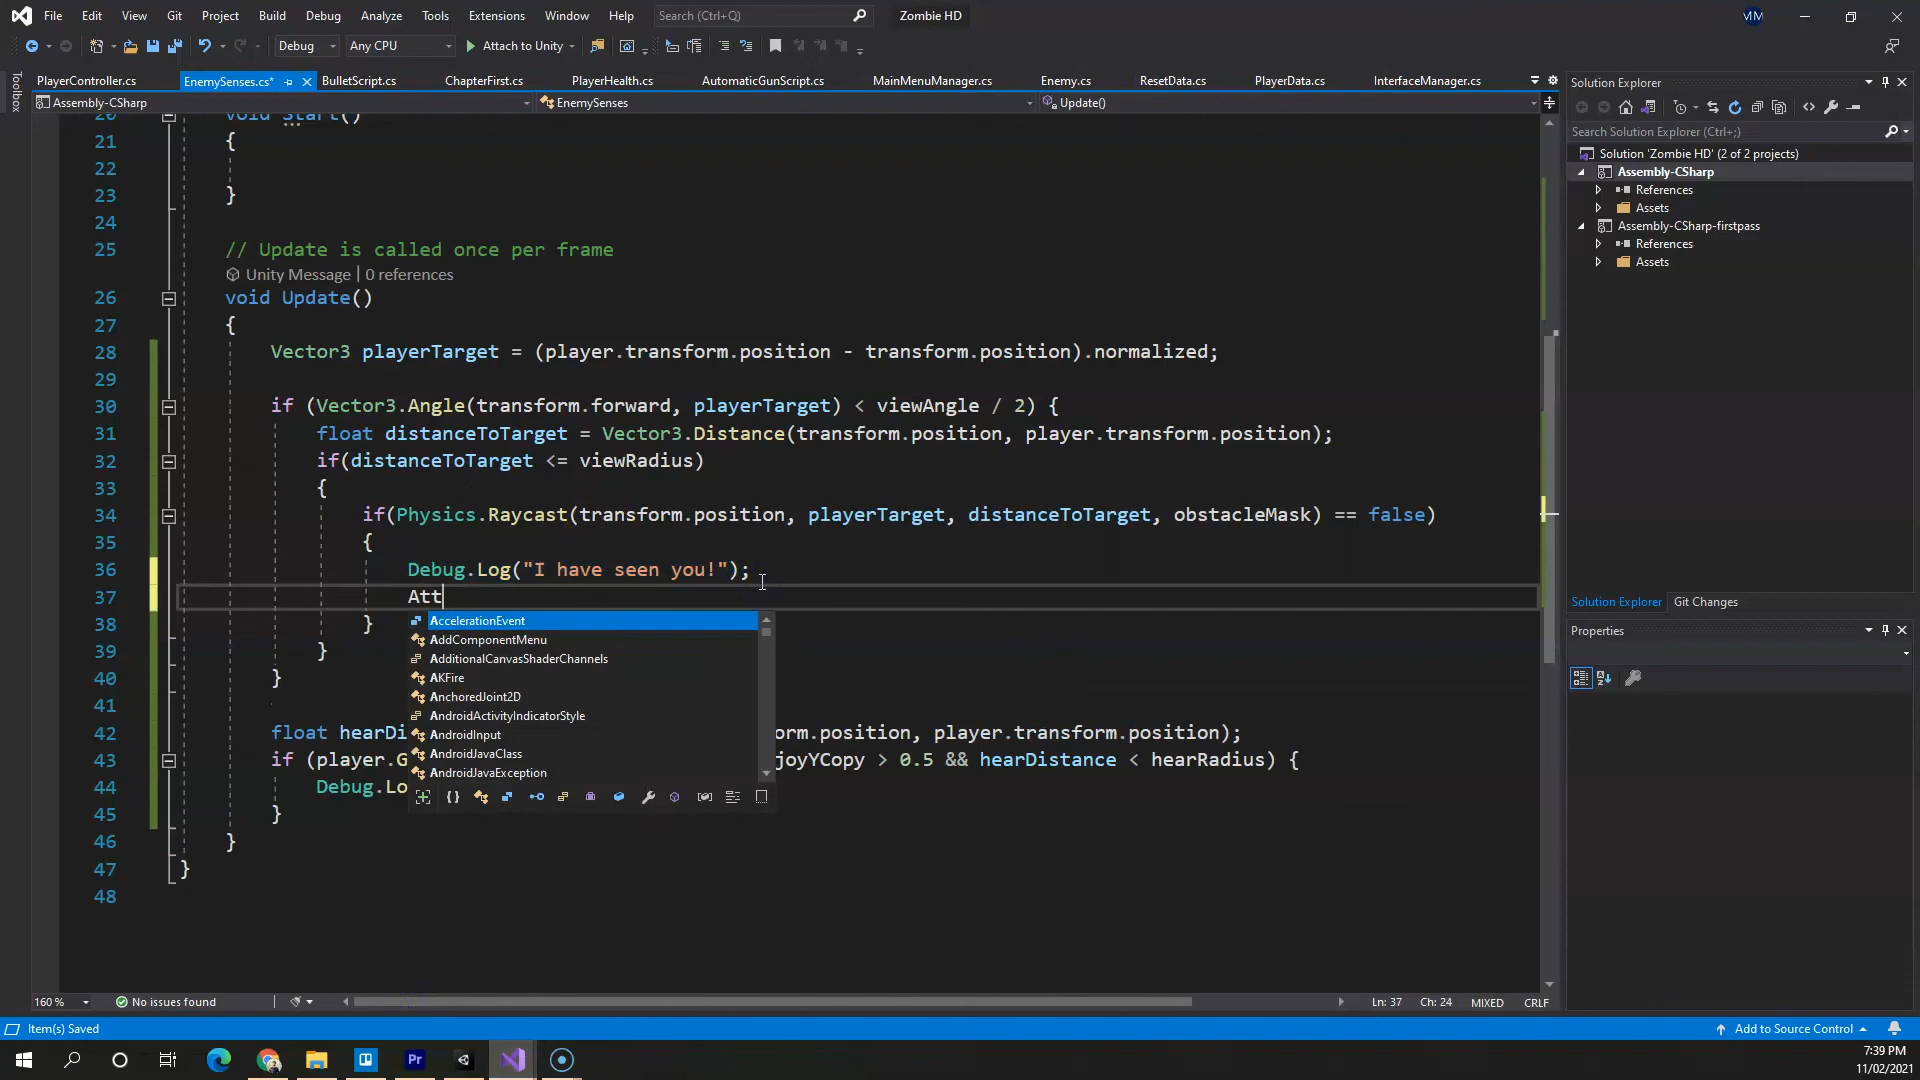 File Edit View Git Project Build Debug Analyze Tools Extensions Window Help Search (Ctrl+Q) Zombie HD MM
Debug Any CPU Attach to Unity
PlayerController.cs EnemySenses.cs* BulletScript.cs ChapterFirst.cs PlayerHealth.cs AutomaticGunScript.cs MainMenuManager.cs Enemy.cs ResetData.cs PlayerData.cs InterfaceManager.cs
Toolbox
Assembly-CSharp EnemySenses Update()
20 void Start()
21 {
22
23 }
24
25 // Update is called once per frame
Unity Message | 0 references
26 void Update()
27 {
28 Vector3 playerTarget = (player.transform.position - transform.position).normalized;
29
30 if (Vector3.Angle(transform.forward, playerTarget) < viewAngle / 2) {
31 float distanceToTarget = Vector3.Distance(transform.position, player.transform.position);
32 if(distanceToTarget <= viewRadius)
33 {
34 if(Physics.Raycast(transform.position, playerTarget, distanceToTarget, obstacleMask) == false)
35 {
36 Debug.Log("I have seen you!");
37 Att
38 }
39 }
40 }
41
42 float hearDi orm.position, player.transform.position);
43 if (player.G joyYCopy > 0.5 && hearDistance < hearRadius) {
44 Debug.Lo
45 }
46 }
47 }
48
AccelerationEvent
AddComponentMenu
AdditionalCanvasShaderChannels
AKFire
AnchoredJoint2D
AndroidActivityIndicatorStyle
AndroidInput
AndroidJavaClass
AndroidJavaException
160 % No issues found Ln: 37 Ch: 24 MIXED CRLF
Solution Explorer
Search Solution Explorer (Ctrl+;)
Solution 'Zombie HD' (2 of 2 projects)
Assembly-CSharp
References
Assets
Assembly-CSharp-firstpass
References
Assets
Solution Explorer Git Changes
Properties
Item(s) Saved Add to Source Control
7:39 PM
11/02/2021